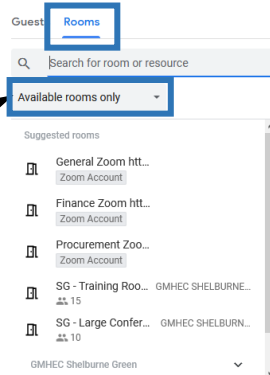 Guest Rooms
Search for room or resource
Available rooms only
Suggested rooms
General Zoom htt...
Zoom Account
Finance Zoom htt...
Zoom Account
Procurement Zoo...
Zoom Account
SG - Training Roo... GMHEC SHELBURNE...
15
SG - Large Confer... GMHEC SHELBURN...
10
GMHEC Shelburne Green